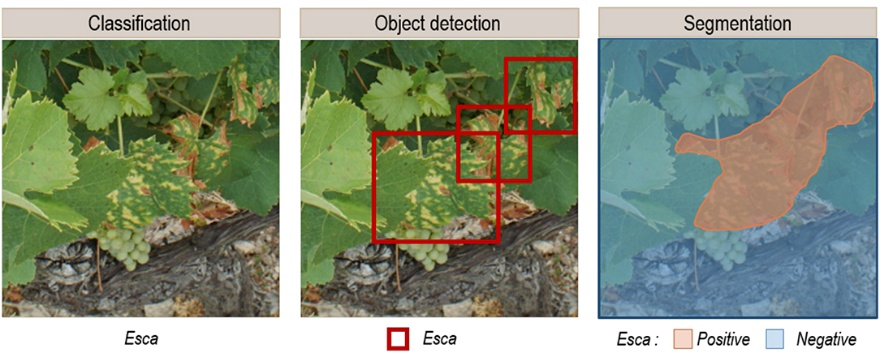 Classification
Object detection
Segmentation
Esca
Esca
Esca : Positive Negative